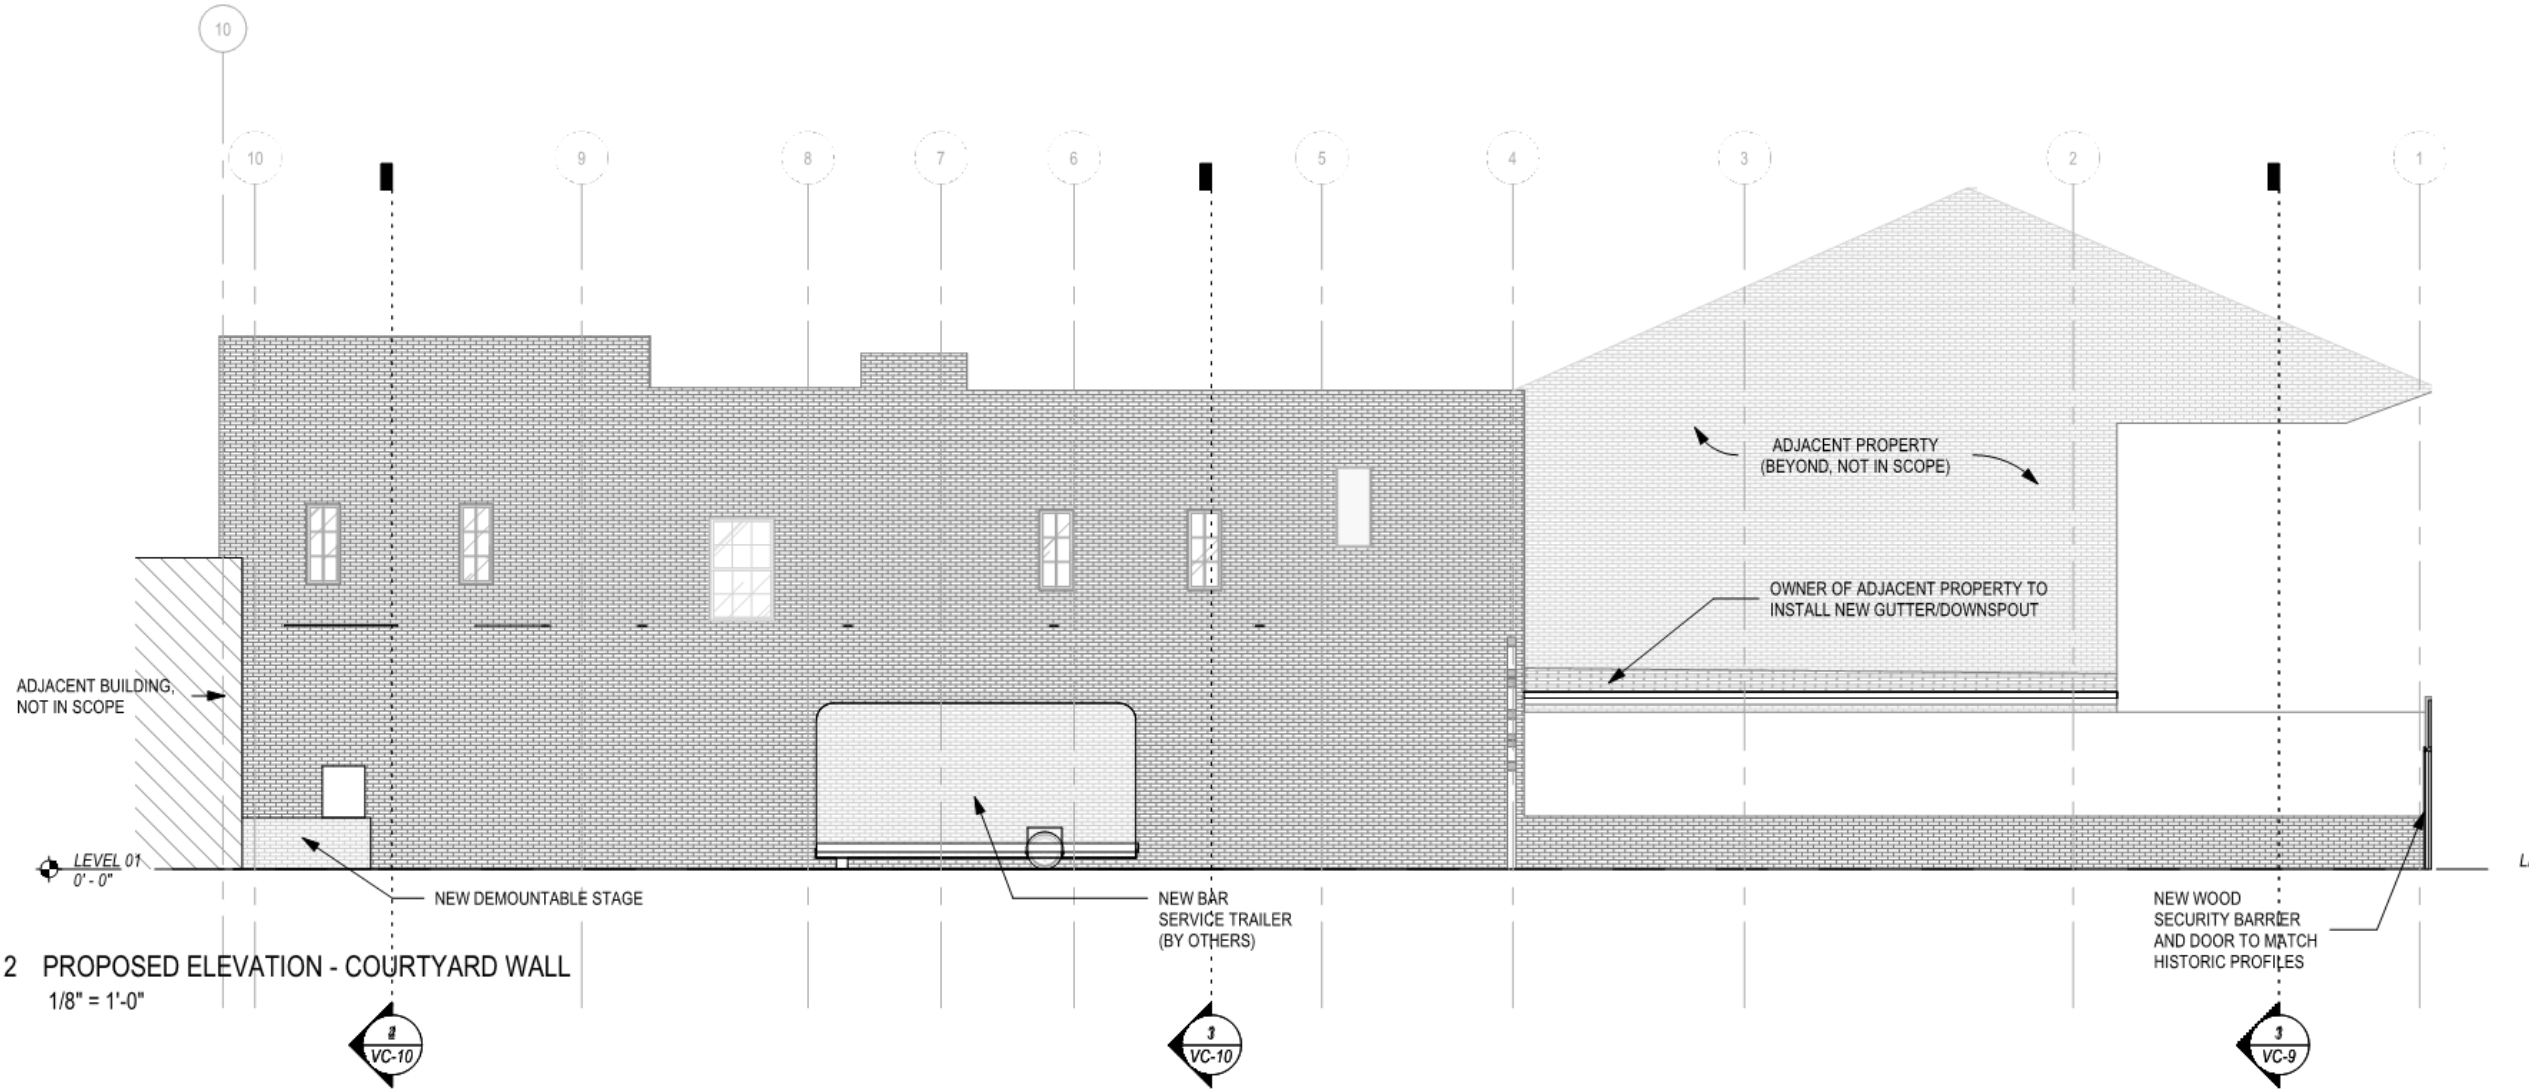 10
10
9
8
7
6
5
4
3
2
1
ADJACENT PROPERTY
(BEYOND, NOT IN SCOPE)
OWNER OF ADJACENT PROPERTY TO
INSTALL NEW GUTTER/DOWNSPOUT
ADJACENT BUILDING,
NOT IN SCOPE
LEVEL 01
0' - 0"
NEW DEMOUNTABLE STAGE
NEW BAR
SERVICE TRAILER
(BY OTHERS)
NEW WOOD
SECURITY BARRIER
AND DOOR TO MATCH
HISTORIC PROFILES
2 PROPOSED ELEVATION - COURTYARD WALL
1/8" = 1'-0"
VC-10
3
VC-10
3
VC-9